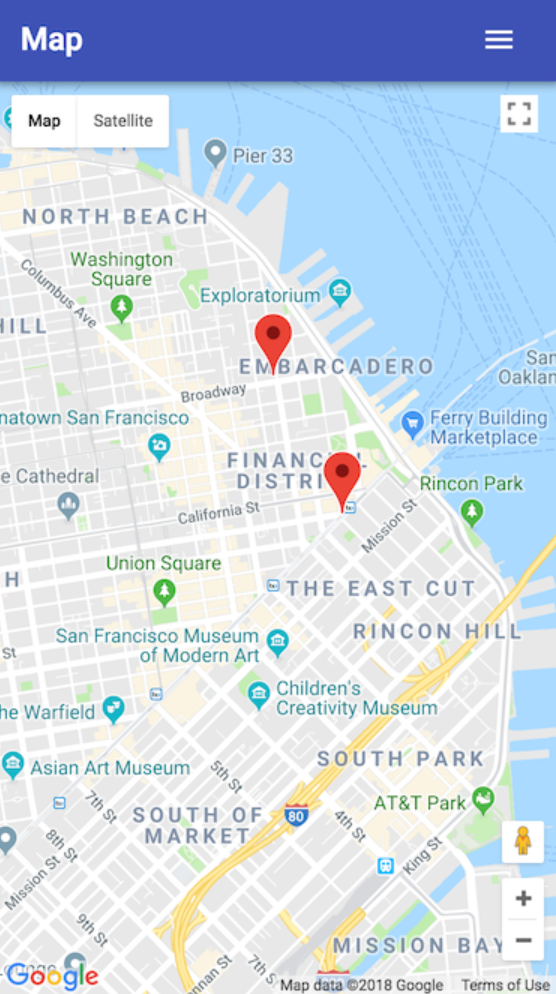 Map
Map
Satellite
Pier 33
NORTH BEACH
Washington
Square
Columbus Ave
Exploratorium
HILL
EMBARCADERO
San
Oaklan
Broadway
natown San Francisco
Ferry Building
Marketplace
FINANCIAL
DISTRI
e Cathedral
Rincon Park
California St
Mission St
Union Square
H
THE EAST CUT
RINCON HILL
San Francisco Museum
of Modern Art
St
Children's
Creativity Museum
he Warfield
SOUTH PARK
Asian Art Museum
5th St
AT&T Park
7th St
SOUTH OF
MARKET
80
4th St
8th St
King St
Mission St
9th St
MISSION BAY
nnan St
7th S
Google
Map data ©2018 Google
Terms of Use